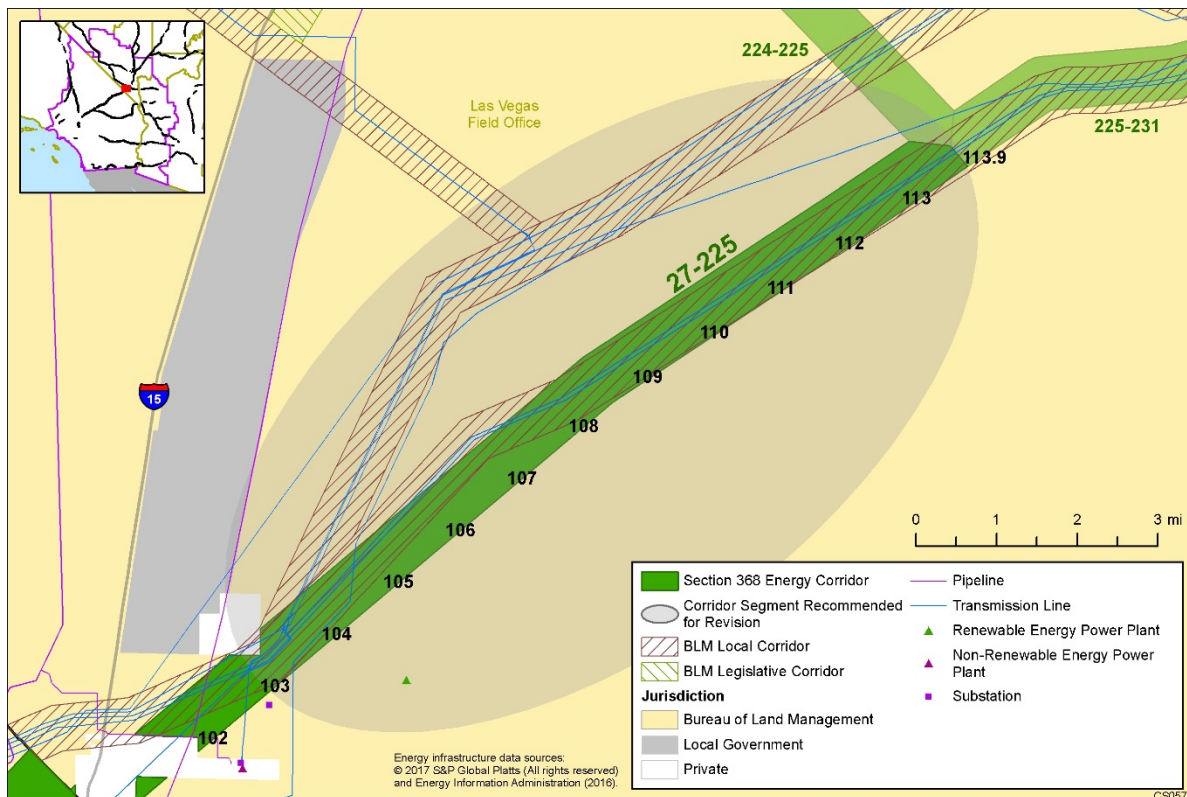 224-225
Las Vegas
Field Office
225-231
113.9
113
112
27-225
111
110
109
15
108
107
106
105
104
103
102
0 1 2 3 mi
Section 368 Energy Corridor
Corridor Segment Recommended
for Revision
BLM Local Corridor
BLM Legislative Corridor
Jurisdiction
Bureau of Land Management
Local Government
Private
Pipeline
Transmission Line
Renewable Energy Power Plant
Non-Renewable Energy Power
Plant
Substation
Energy infrastructure data sources:
© 2017 S&P Global Platts (All rights reserved)
and Energy Information Administration (2016).
CS057